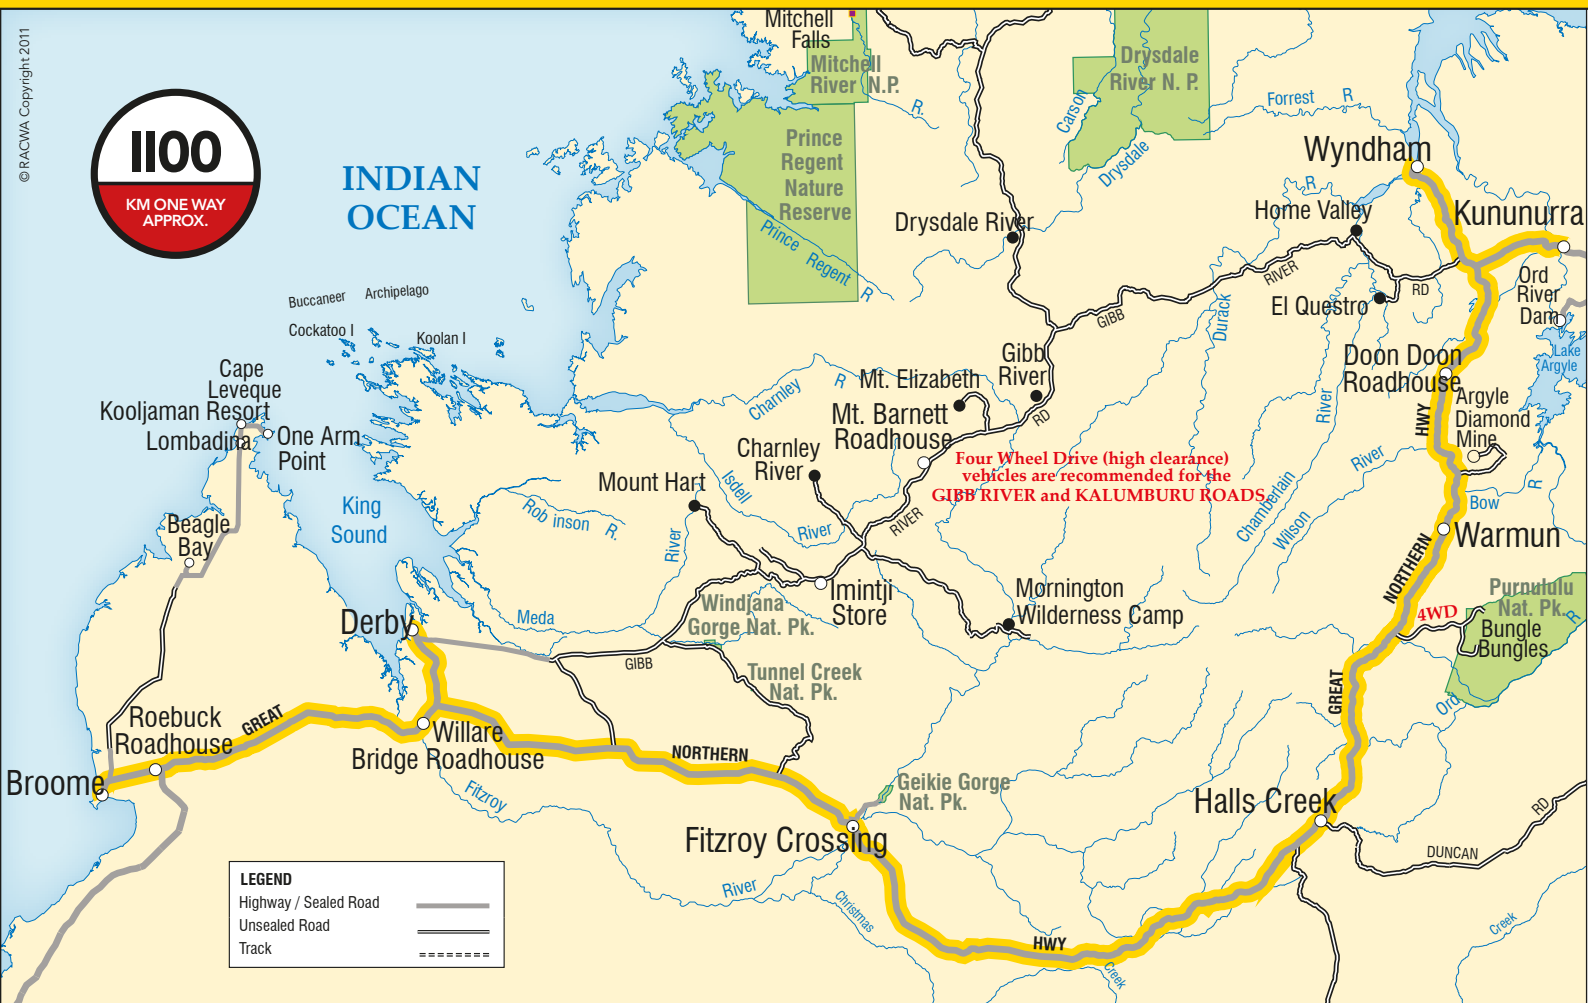 © RACWA Copyright 2011
1100
KM ONE WAY
APPROX.
INDIAN
OCEAN
Mitchell
Falls
Mitchell
River N.P.
R.
Prince
Regent
Nature
Reserve
Prince Regent R
Drysdale
River N. P.
Carson
Drysdale
Forrest R
Wyndham
R
Home Valley
Kununurra
Drysdale River
RIVER
RD
El Questro
Ord
River
Dam
Lake
Argyle
Buccaneer Archipelago
Cockatoo I
Koolan I
GIBB
Durack
River
Cape
Leveque
Kooljaman Resort
Lombadina
One Arm
Point
Gibb
River
Doon Doon
Roadhouse
Charnley R
Mt. Elizabeth
Mt. Barnett
Roadhouse
RD
HWY
Argyle
Diamond
Mine
Charnley
River
Four Wheel Drive (high clearance)
vehicles are recommended for the
GIBB RIVER and KALUMBURU ROADS.
Mount Hart
Isdell
River
RIVER
Chamberlain
Wilson
River
Bow
R
King
Sound
Rob inson R.
River
Beagle
Bay
Warmun
NORTHERN
Imintji
Store
Mornington
Wilderness Camp
Windjana
Gorge Nat. Pk.
Purnululu
Nat. Pk.
4WD
Bungle
Bungles
R
Derby
Meda
GIBB
Tunnel Creek
Nat. Pk.
GREAT
Ord
Roebuck
Roadhouse
GREAT
Willare
Bridge Roadhouse
NORTHERN
Broome
Fitzroy
Geikie Gorge
Nat. Pk.
Halls Creek
RD
Fitzroy Crossing
DUNCAN
River
Christmas
HWY
Creek
Creek
LEGEND
Highway / Sealed Road
Unsealed Road
Track